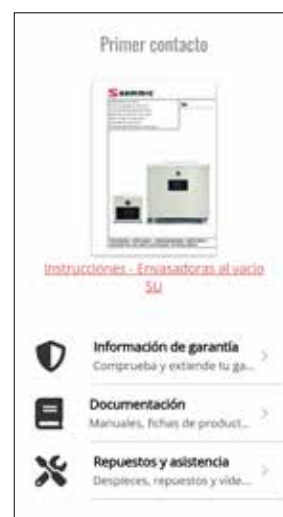 Primer contacto
sammic
Instrucciones - Envasadoras al vacío
SU
Información de garantía
Comprueba y extiende tu ga...
Documentación
Manuales, fichas de product...
Repuestos y asistencia
Despieces, repuestos y víde...